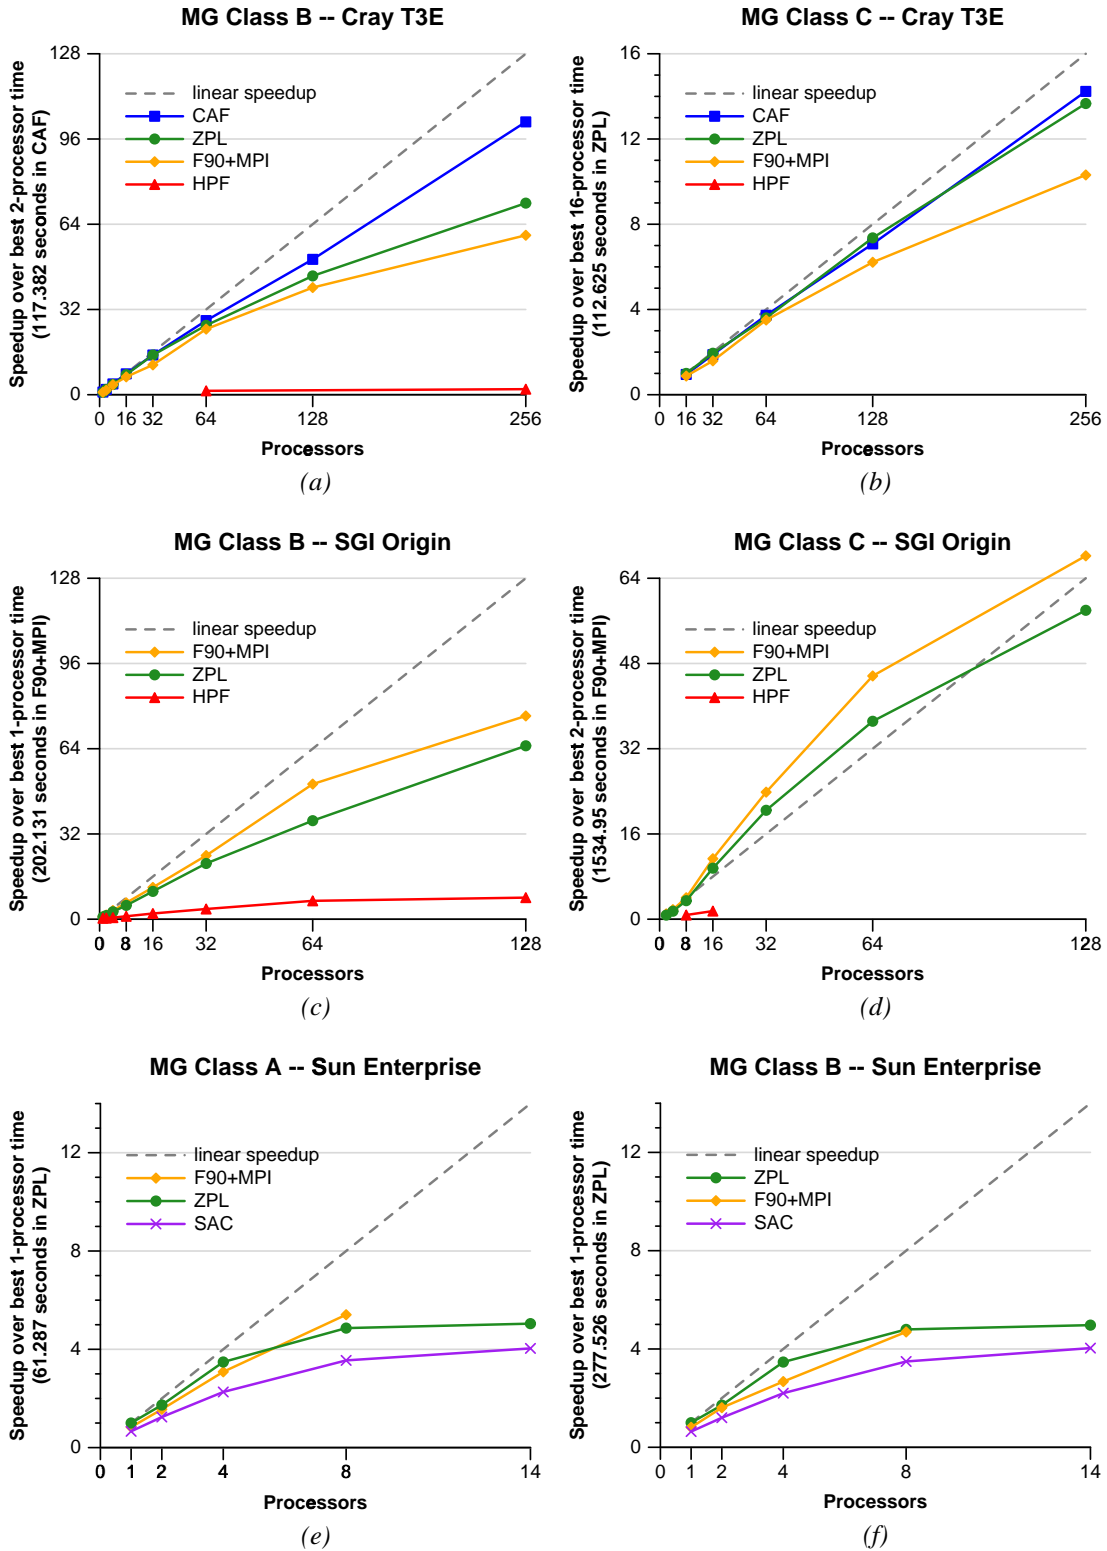 MG Class B -- Cray T3E
128
96
64
32
0
Speedup over best 2-processor time
(117.382 seconds in CAF)
linear speedup
CAF
ZPL
F90+MPI
HPF
0 16 32 64 128 256
Processors
(a)
MG Class C -- Cray T3E
16
12
8
4
0
Speedup over best 16-processor time
(112.625 seconds in ZPL)
linear speedup
CAF
ZPL
F90+MPI
HPF
0 16 32 64 128 256
Processors
(b)
MG Class B -- SGI Origin
128
96
64
32
0
Speedup over best 1-processor time
(202.131 seconds in F90+MPI)
linear speedup
F90+MPI
ZPL
HPF
0 8 16 32 64 128
Processors
(c)
MG Class C -- SGI Origin
64
48
32
16
0
Speedup over best 2-processor time
(1534.95 seconds in F90+MPI)
linear speedup
F90+MPI
ZPL
HPF
0 8 16 32 64 128
Processors
(d)
MG Class A -- Sun Enterprise
12
8
4
0
Speedup over best 1-processor time
(61.287 seconds in ZPL)
linear speedup
F90+MPI
ZPL
SAC
0 1 2 4 8 14
Processors
(e)
MG Class B -- Sun Enterprise
12
8
4
0
Speedup over best 1-processor time
(277.526 seconds in ZPL)
linear speedup
ZPL
F90+MPI
SAC
0 1 2 4 8 14
Processors
(f)